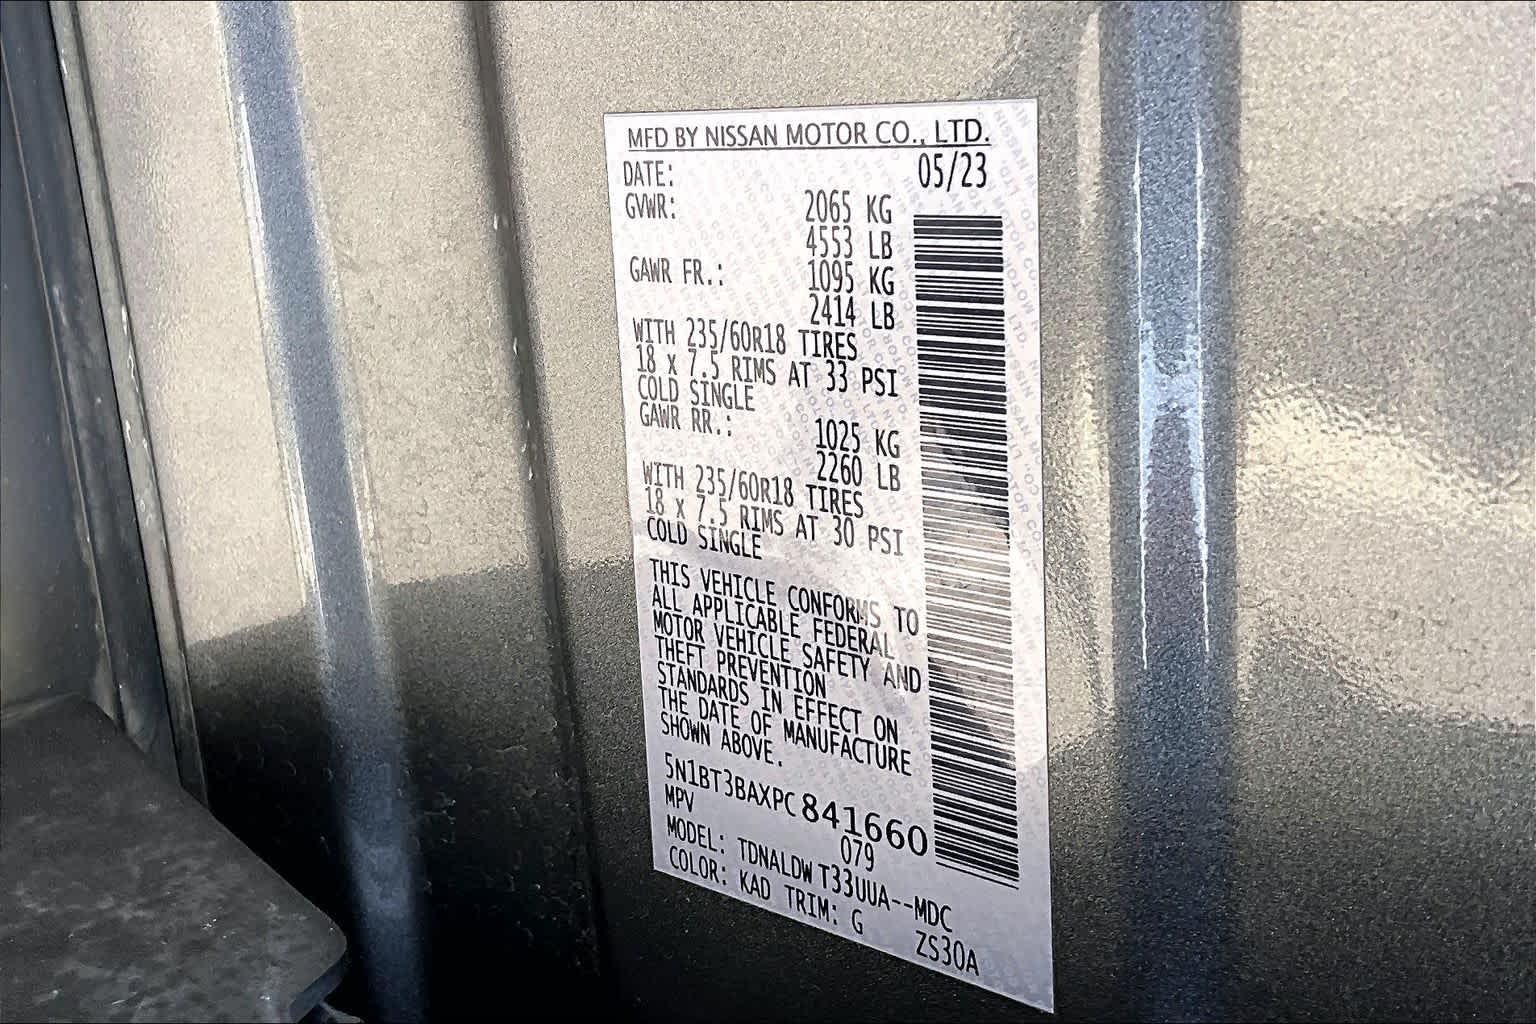 MFD BY NISSAN MOTOR CO., LTD.
DATE: 05/23
GVWR: 2065 KG
4553 LB
GAWR FR.: 1095 KG
2414 LB
WITH 235/60R18 TIRES
18 X 7.5 RIMS AT 33 PSI
COLD SINGLE
GAWR RR.: 1025 KG
2260 LB
WITH 235/60R18 TIRES
18 X 7.5 RIMS AT 30 PSI
COLD SINGLE
THIS VEHICLE CONFORMS TO
ALL APPLICABLE FEDERAL
MOTOR VEHICLE SAFETY AND
THEFT PREVENTION
STANDARDS IN EFFECT ON
THE DATE OF MANUFACTURE
SHOWN ABOVE.
5N1BT3BAXPC841660
MPV 079
MODEL: TDNALDW T33UUA--MDC
COLOR: KAD TRIM: G ZS30A